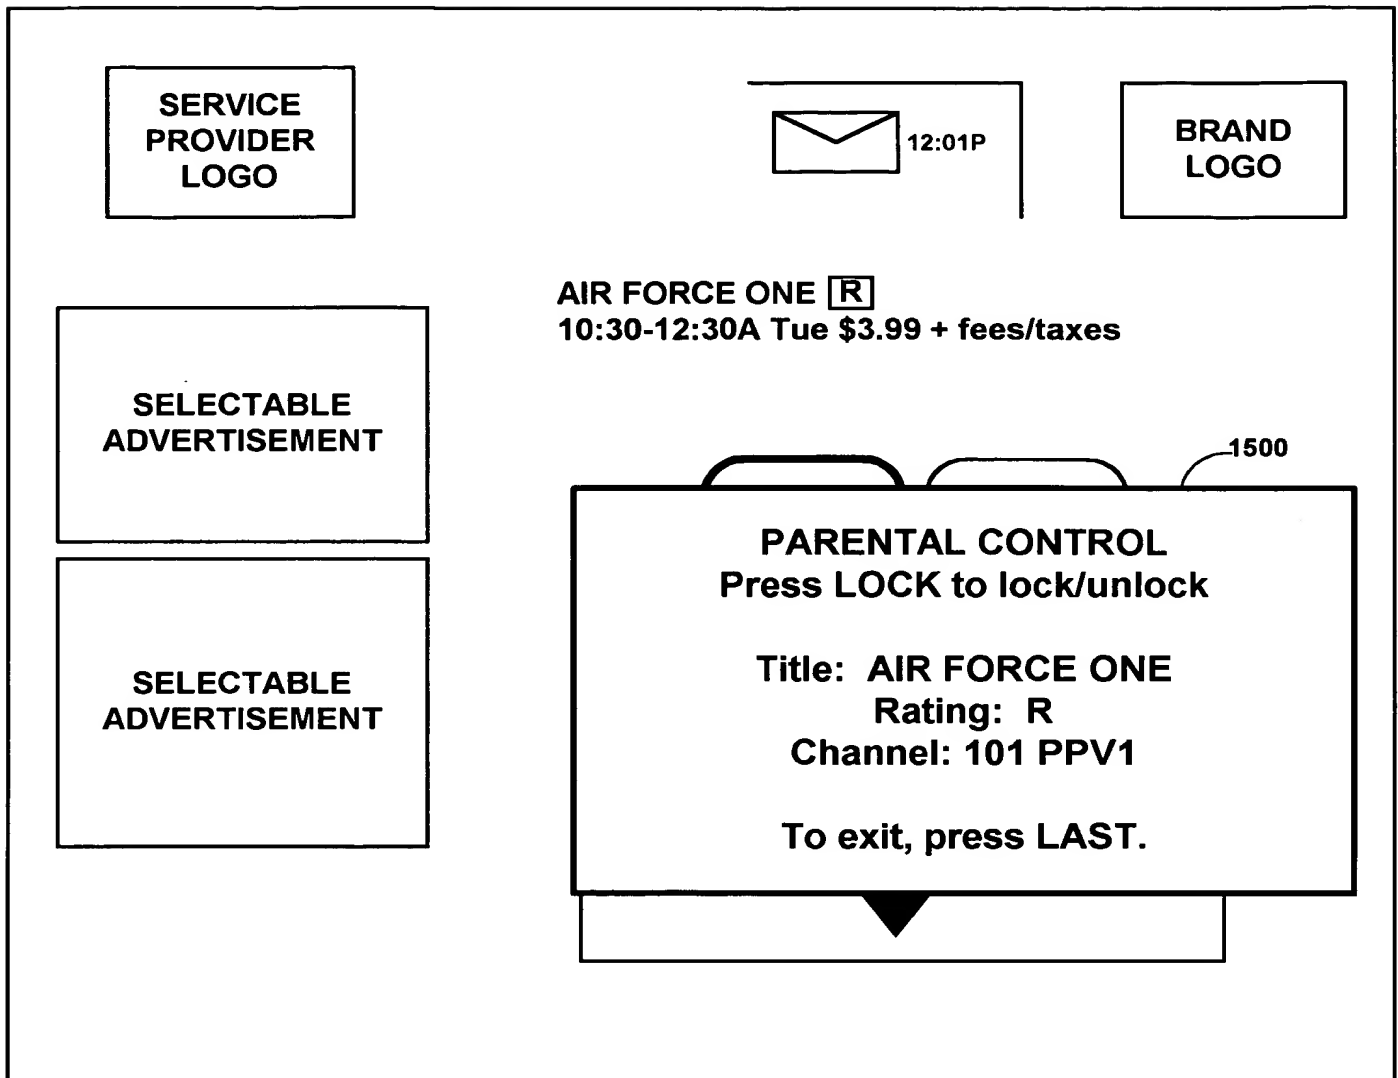 SERVICE
PROVIDER
LOGO
12:01P
BRAND
LOGO
AIR FORCE ONE R
10:30-12:30A Tue $3.99 + fees/taxes
SELECTABLE
ADVERTISEMENT
1500
PARENTAL CONTROL
Press LOCK to lock/unlock
Title: AIR FORCE ONE
Rating: R
Channel: 101 PPV1
To exit, press LAST.
SELECTABLE
ADVERTISEMENT